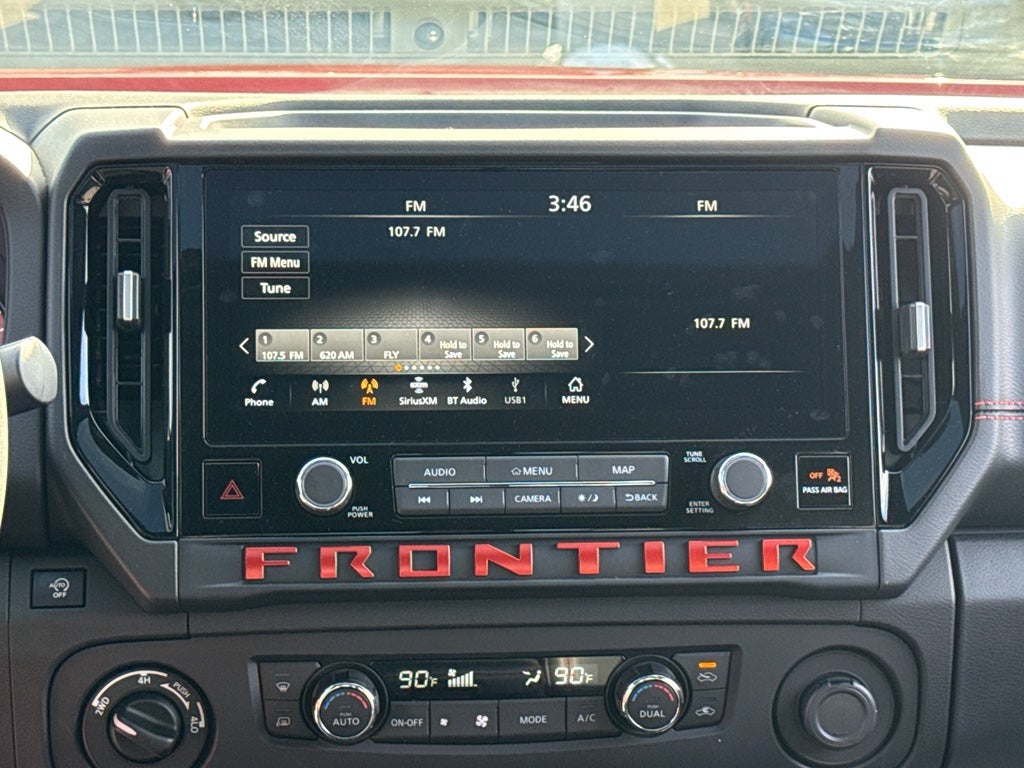 FM 3:46 FM
107.7 FM
Source
FM Menu
Tune
107.7 FM
1 2 3 4 5 6
107.5 FM 620 AM FLY Hold to Save Hold to Save Hold to Save
Phone AM FM SiriusXM BT Audio USB1 MENU
VOL AUDIO MENU MAP TUNE SCROLL
OFF
PASS AIR BAG
PUSH POWER CAMERA BACK ENTER SETTING
FRONTIER
AUTO OFF
90°F 90°F
2WD 4H PUSH 4LO
PUSH AUTO ON-OFF MODE A/C PUSH DUAL